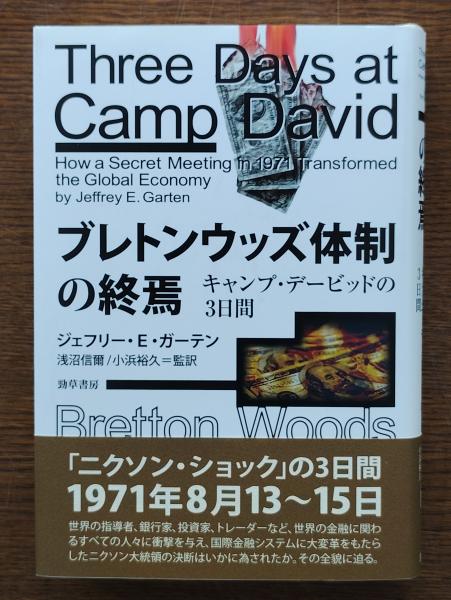 Three Days at
Camp David
How a Secret Meeting in 1971 Transformed
the Global Economy
by Jeffrey E. Garten
ブレトンウッズ体制
の終焉 キャンプ・デービッドの
3日間
ジェフリー・E・ガーテン
浅沼信爾/小浜裕久=監訳
勁草書房
Bretton Woods
「ニクソン・ショック」の3日間
1971年8月13~15日
世界の指導者、銀行家、投資家、トレーダーなど、世界の金融に関わ
るすべての人々に衝撃を与え、国際金融システムに大変革をもたら
したニクソン大統領の決断はいかに為されたか。その全貌に迫る。
の終焉
3日間